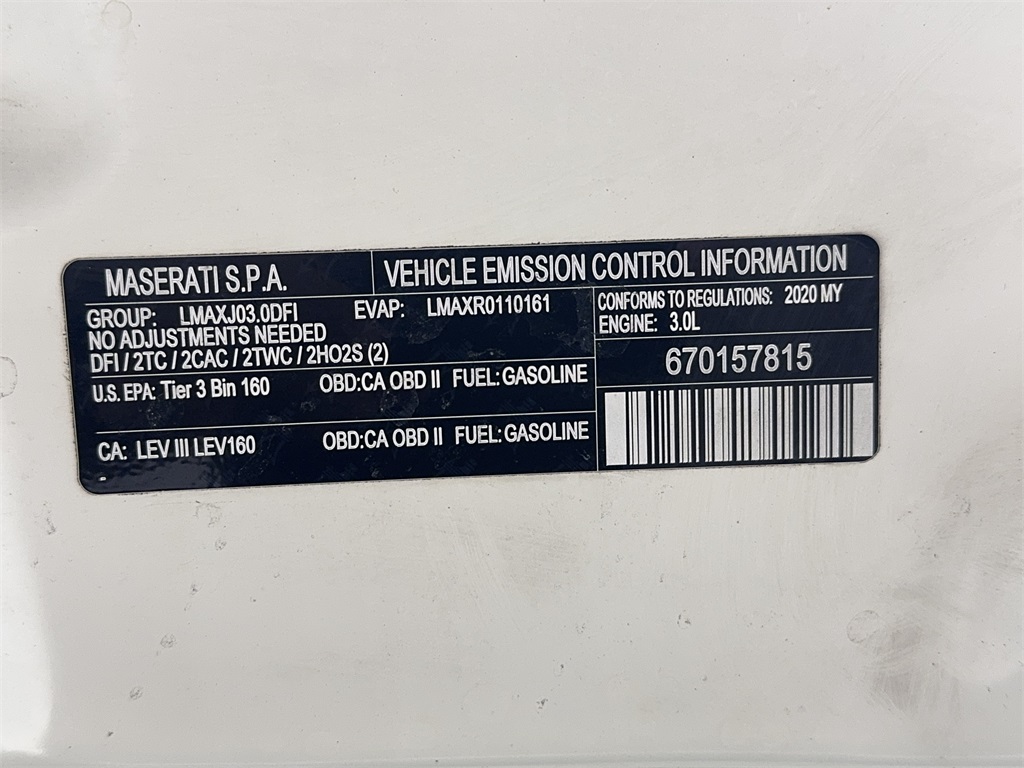 MASERATI S.P.A.
VEHICLE EMISSION CONTROL INFORMATION
GROUP: LMAXJ03.0DFI EVAP: LMAXR0110161
NO ADJUSTMENTS NEEDED
DFI / 2TC / 2CAC / 2TWC / 2HO2S (2)
U.S. EPA: Tier 3 Bin 160 OBD:CA OBD II FUEL:GASOLINE
CA: LEV III LEV160 OBD:CA OBD II FUEL:GASOLINE
CONFORMS TO REGULATIONS: 2020 MY
ENGINE: 3.0L
670157815